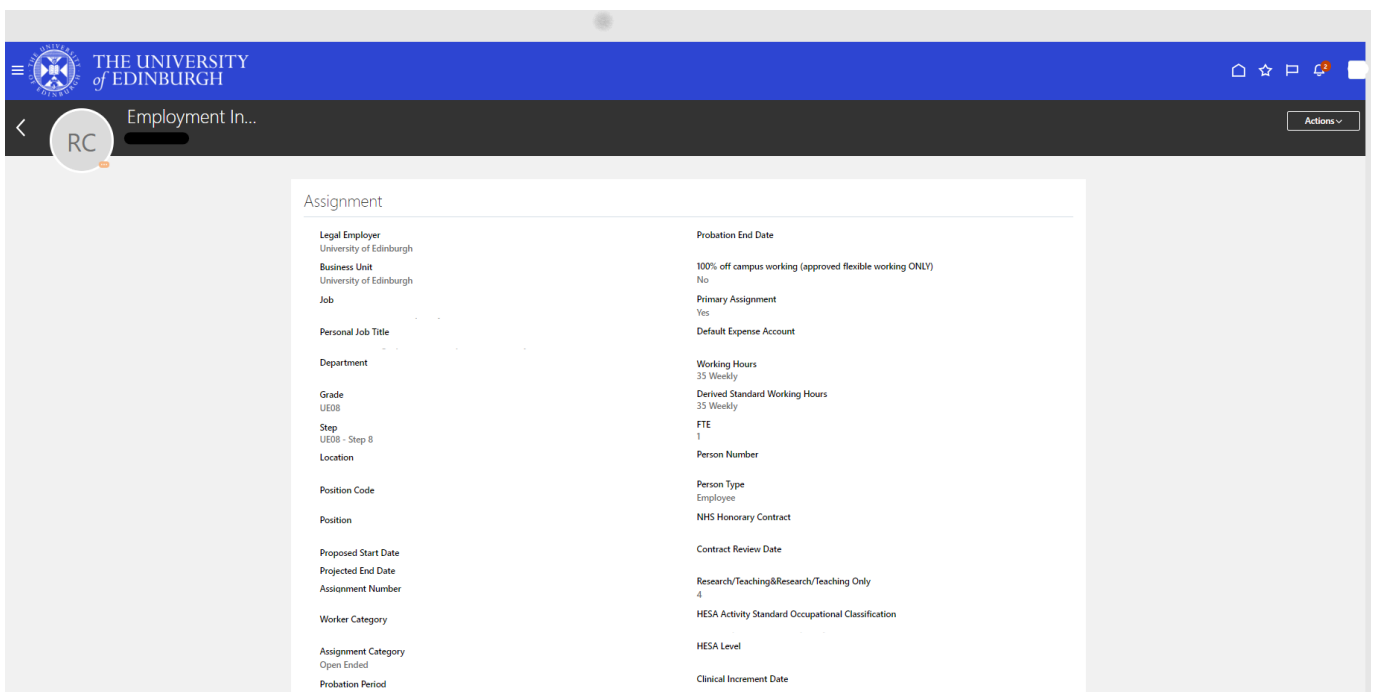 THE UNIVERSITY
of EDINBURGH
2
RC
Employment In...
Actions
Assignment
Legal Employer
University of Edinburgh
Business Unit
University of Edinburgh
Job
Personal Job Title
Department
Grade
UE08
Step
UE08 - Step 8
Location
Position Code
Position
Proposed Start Date
Projected End Date
Assignment Number
Worker Category
Assignment Category
Open Ended
Probation Period
Probation End Date
100% off campus working (approved flexible working ONLY)
No
Primary Assignment
Yes
Default Expense Account
Working Hours
35 Weekly
Derived Standard Working Hours
35 Weekly
FTE
1
Person Number
Person Type
Employee
NHS Honorary Contract
Contract Review Date
Research/Teaching&Research/Teaching Only
4
HESA Activity Standard Occupational Classification
HESA Level
Clinical Increment Date